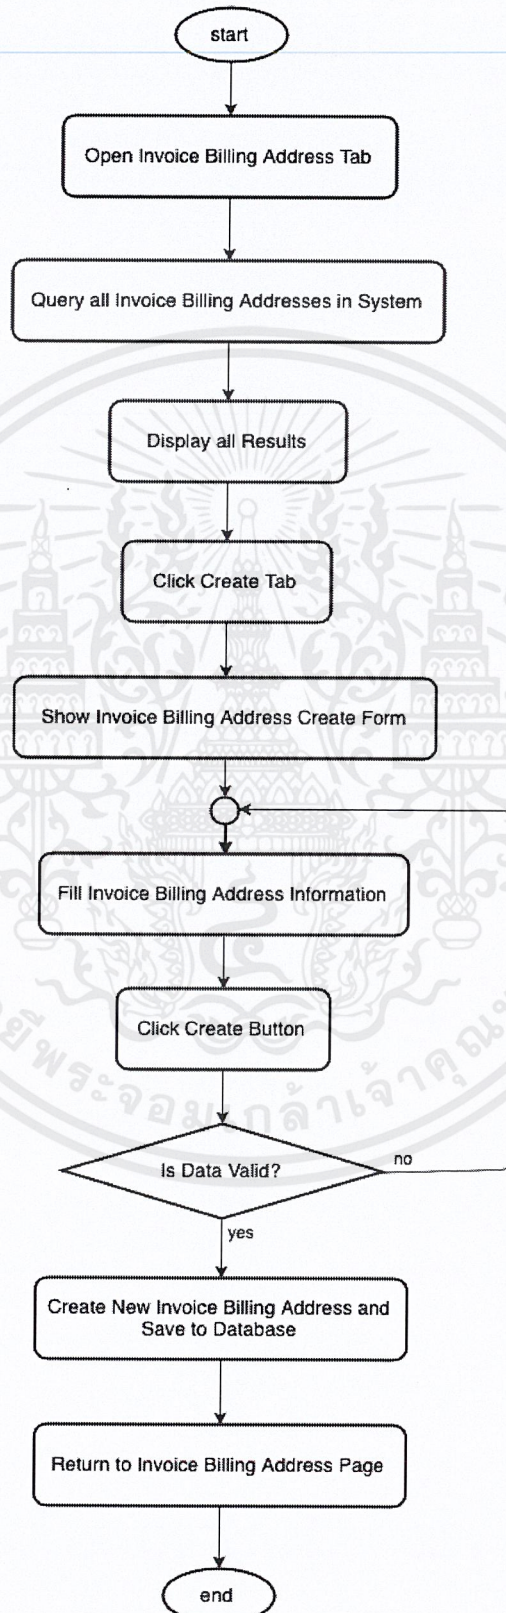 start
Open Invoice Billing Address Tab
Query all Invoice Billing Addresses in System
Display all Results
Click Create Tab
Show Invoice Billing Address Create Form
Fill Invoice Billing Address Information
Click Create Button
Is Data Valid?
no
yes
Create New Invoice Billing Address and
Save to Database
Return to Invoice Billing Address Page
end